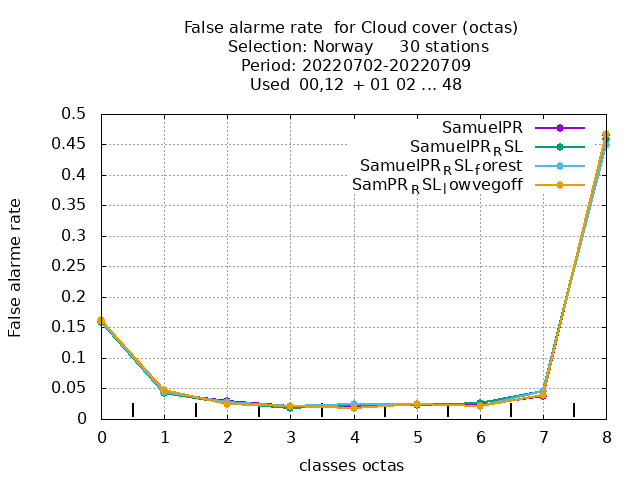 False alarme rate  for Cloud cover (octas)
Selection: Norway     30 stations
Period: 20220702-20220709
Used  00,12  + 01 02 ... 48
SamuelPR
SamuelPR_RSL
SamuelPR_RSL_forest
SamPR_RSL_lowvegoff
False alarme rate
0.5
0.45
0.4
0.35
0.3
0.25
0.2
0.15
0.1
0.05
0
0 1 2 3 4 5 6 7 8
classes octas